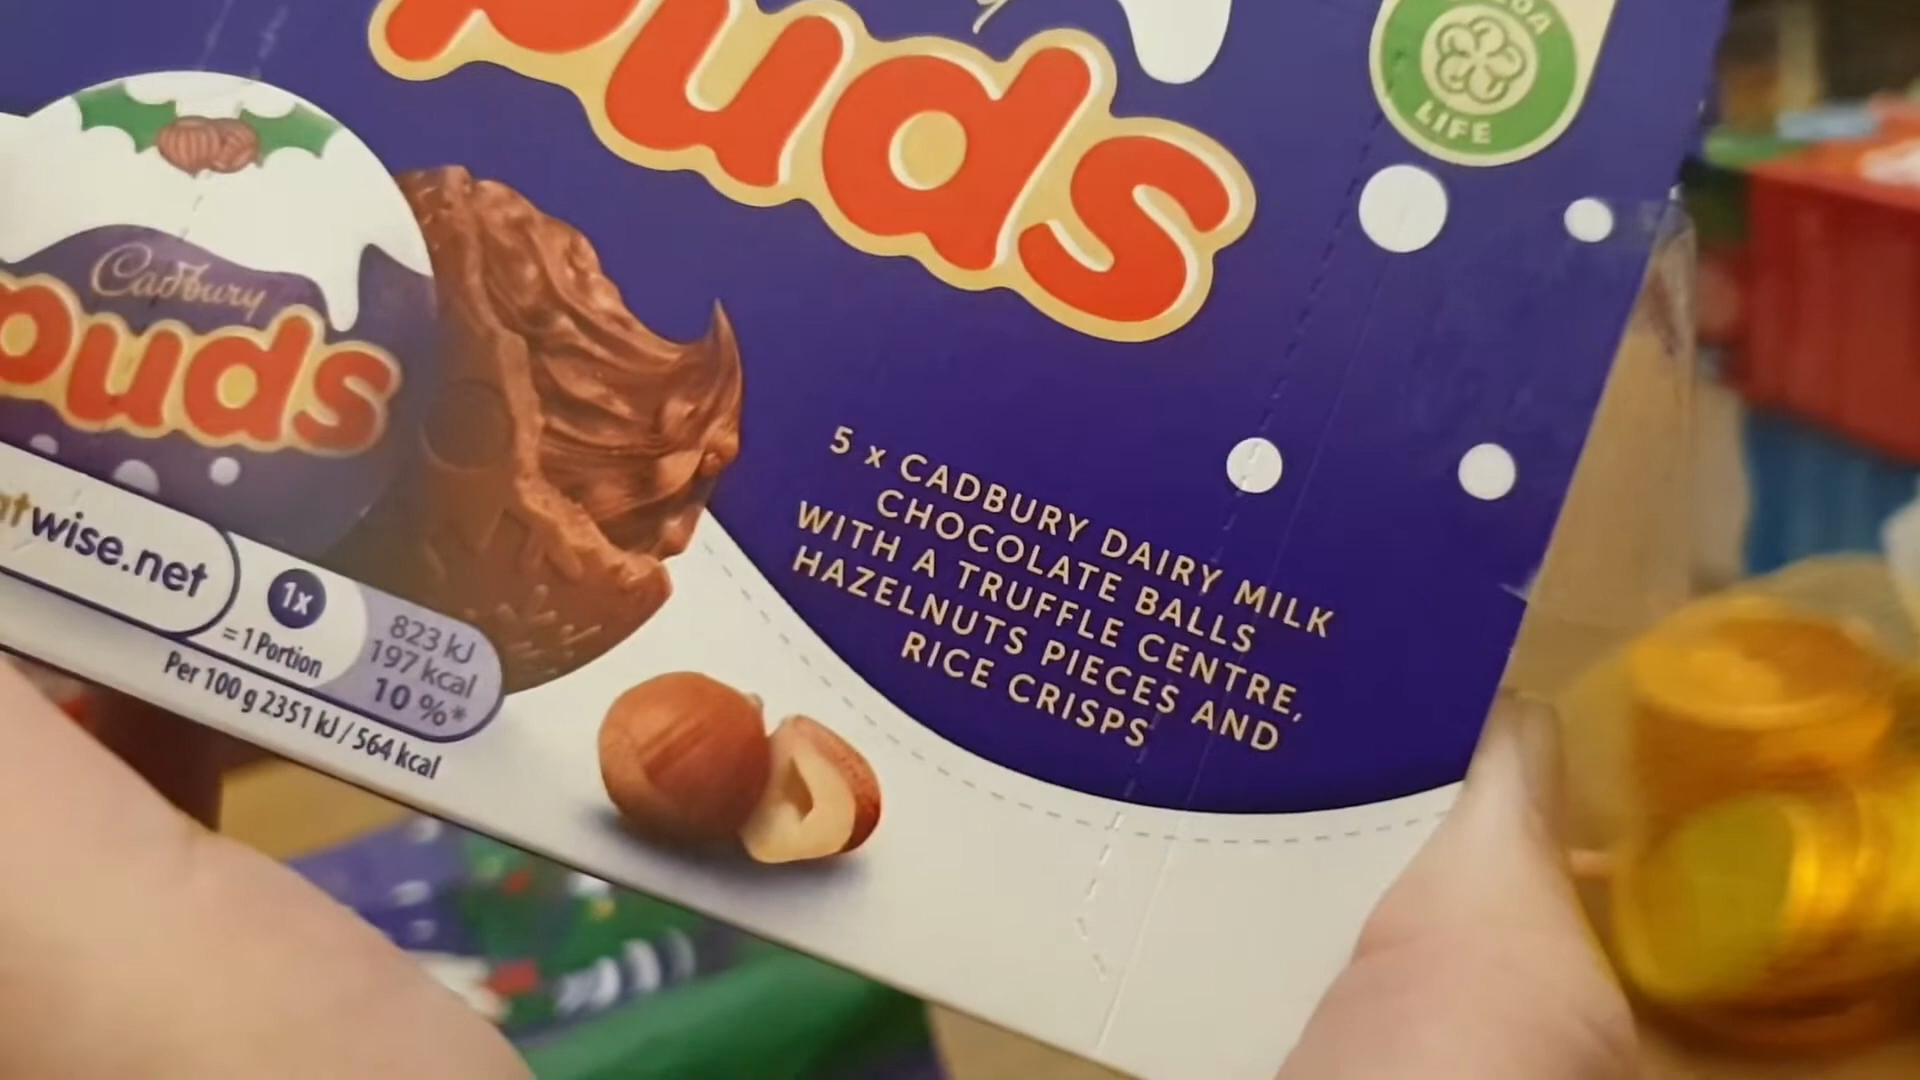 puds
LIFE
Cadbury
puds
5 x CADBURY DAIRY MILK
CHOCOLATE BALLS
WITH A TRUFFLE CENTRE,
HAZELNUTS PIECES AND
RICE CRISPS
wise.net
1x
= 1 Portion
823 kJ
197 kcal
10 %*
Per 100 g 2351 kJ / 564 kcal